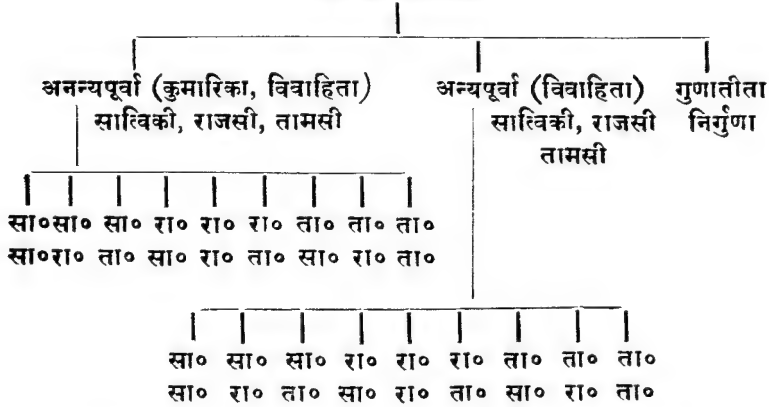 अनन्यपूर्वा (कुमारिका, विवाहिता) अन्यपूर्वा (विवाहिता) गुणातीता
सात्विकी, राजसी, तामसी सात्विकी, राजसी निर्गुणा
तामसी
सा० सा० सा० रा० रा० रा० ता० ता० ता०
सा० रा० ता० सा० रा० ता० सा० रा० ता०
सा० सा० सा० रा० रा० रा० ता० ता० ता०
सा० रा० ता० सा० रा० ता० सा० रा० ता०